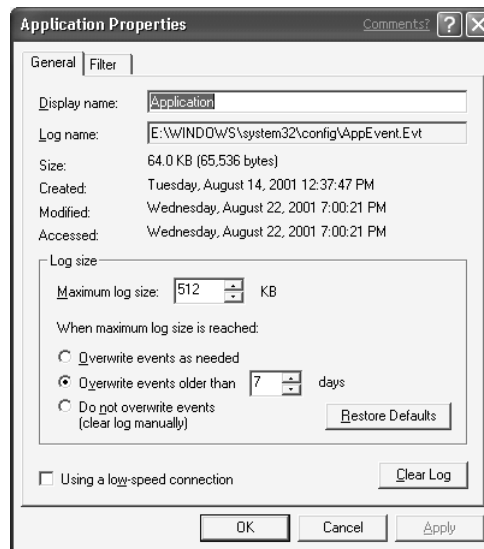 Application Properties Comments? ? X
General Filter
Display name: Application
Log name: E:\WINDOWS\system32\config\AppEvent.Evt
Size: 64.0 KB (65,536 bytes)
Created: Tuesday, August 14, 2001 12:37:47 PM
Modified: Wednesday, August 22, 2001 7:00:21 PM
Accessed: Wednesday, August 22, 2001 7:00:21 PM
Log size
Maximum log size: 512 KB
When maximum log size is reached:
Overwrite events as needed
Overwrite events older than 7 days
Do not overwrite events
(clear log manually)
Restore Defaults
Using a low-speed connection
Clear Log
OK Cancel Apply